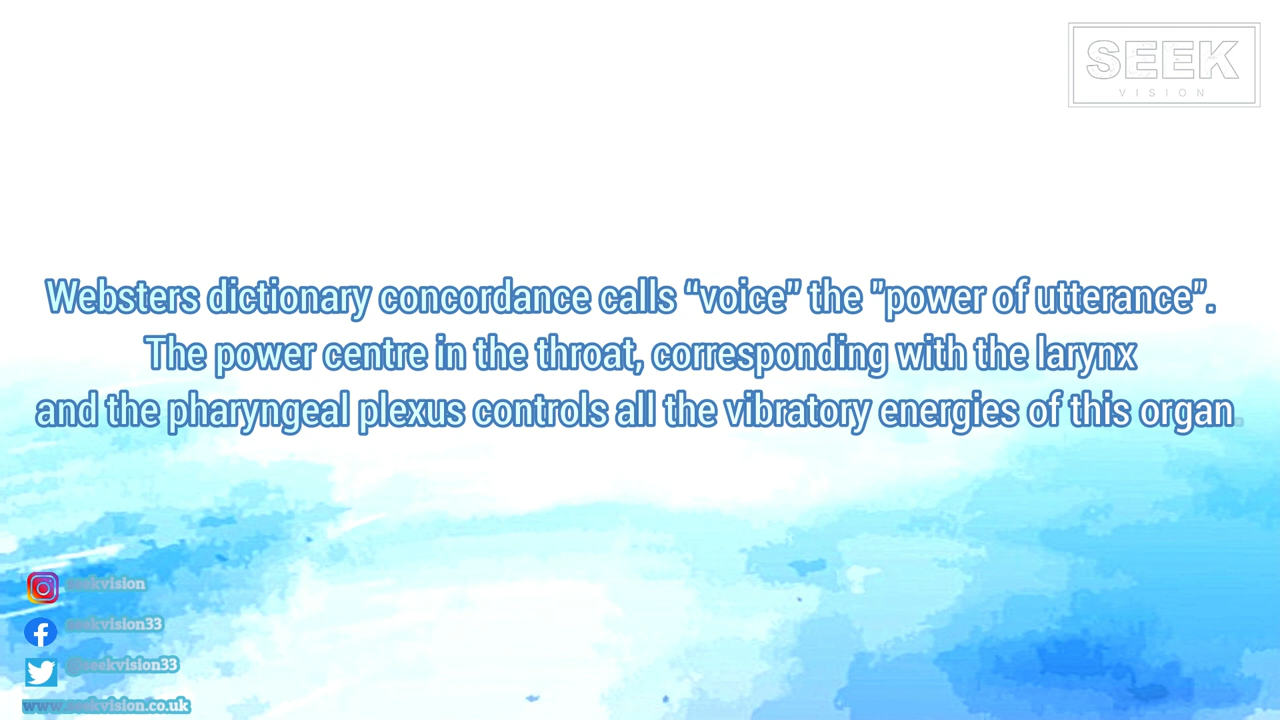 SEEK
VISION
Websters dictionary concordance calls “voice” the ”power of utterance”.
The power centre in the throat, corresponding with the larynx
and the pharyngeal plexus controls all the vibratory energies of this organ.
seekvision
seekvision33
@seekvision33
www.seekvision.co.uk